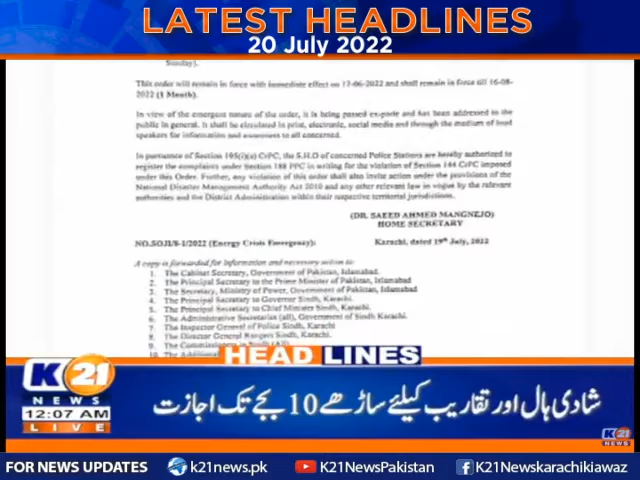 LATEST HEADLINES
20 July 2022
Sunday).
This order will remain in force with immediate effect on 17-06-2022 and shall remain in force till 16-08-
2022 (1 Month).
In view of the emergent nature of the order, it is being passed ex-parte and has been addressed to the
public in general. It shall be circulated in print, electronic, social media and through the medium of loud
speakers for information and awareness to all concerned.
In pursuance of Section 195(i)(a) CrPC, the S.H.O of concerned Police Stations are hereby authorized to
register the complaints under Section 188 PPC in writing for the violation of Section 144 CrPC imposed
under this Order. Further, any violation of this order shall also invite action under the provisions of the
National Disaster Management Authority Act 2010 and any other relevant law in vogue by the relevant
authorities and the District Administration within their respective territorial jurisdictions.
(DR. SAEED AHMED MANGNEJO)
HOME SECRETARY
NO.SOJI/8-1/2022 (Energy Crisis Emergency): Karachi, dated 19th July, 2022
A copy is forwarded for information and necessary action to:
1. The Cabinet Secretary, Government of Pakistan, Islamabad.
2. The Principal Secretary to the Prime Minister of Pakistan, Islamabad
3. The Secretary, Ministry of Power, Government of Pakistan, Islamabad
4. The Principal Secretary to Governor Sindh, Karachi.
5. The Principal Secretary to Chief Minister Sindh, Karachi.
6. The Administrative Secretaries (all), Government of Sindh Karachi.
7. The Inspector General of Police Sindh, Karachi
8. The Director General Rangers Sindh, Karachi.
9. The Commissioners in Sindh (All)
10. The Additional
HEAD LINES
K21
NEWS
12:07 AM
LIVE
شادی ہال اور تقاریب کیلئے ساڑھے 10 بجے تک اجازت
K21
NEWS
FOR NEWS UPDATES k21news.pk K21NewsPakistan K21Newskarachikiawaz